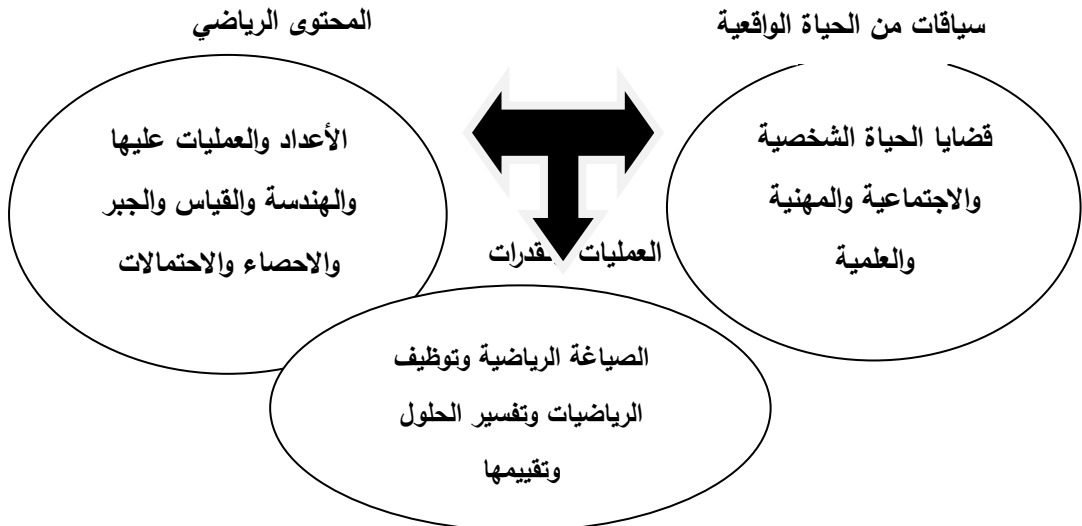 سياقات من الحياة الواقعية
المحتوى الرياضي
قضايا الحياة الشخصية
والاجتماعية والمهنية
والعلمية
الأعداد والعمليات عليها
والهندسة والقياس والجبر
والاحصاء والاحتمالات
العمليات
الصياغة الرياضية وتوظيف
الرياضيات وتفسير الحلول
وتقييمها